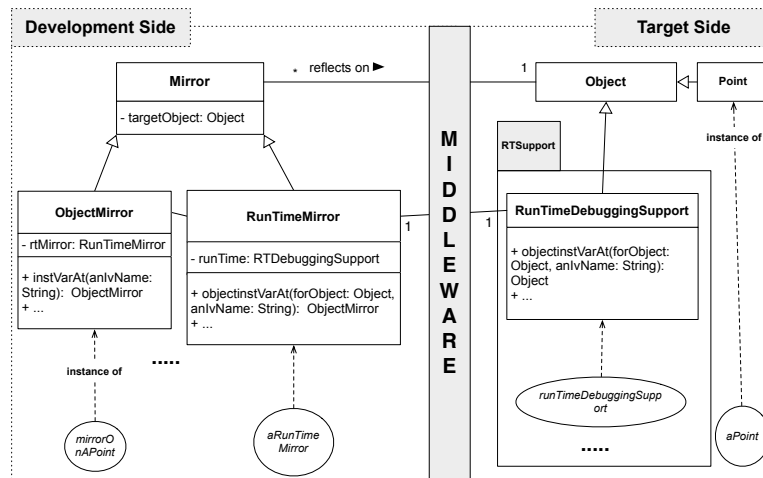 Development Side
Target Side
Mirror
- targetObject: Object
* reflects on ►
1
Object
Point
instance of
MIDDLEWARE
RTSupport
ObjectMirror
- rtMirror: RunTimeMirror
+ instVarAt(anIvName:
String): ObjectMirror
+ ...
RunTimeMirror
- runTime: RTDebuggingSupport
+ objectinstVarAt(forObject: Object,
anIvName: String): ObjectMirror
+ ...
1
1
RunTimeDebuggingSupport
+ objectinstVarAt(forObject:
Object, anIvName: String):
Object
+ ...
instance of
.....
mirrorO
nAPoint
aRunTime
Mirror
runTimeDebuggingSupp
ort
.....
aPoint